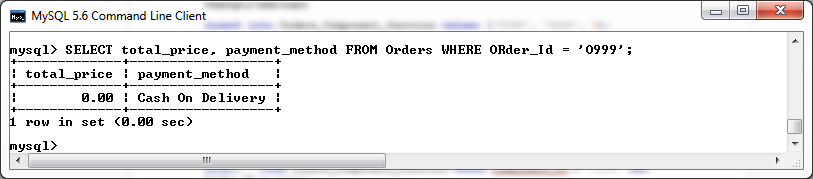 MySQL 5.6 Command Line Client
mysql> SELECT total_price, payment_method FROM Orders WHERE ORder_Id = 'O999';
+-------------+------------------+
| total_price | payment_method   |
+-------------+------------------+
|        0.00 | Cash On Delivery |
+-------------+------------------+
1 row in set (0.00 sec)
mysql>